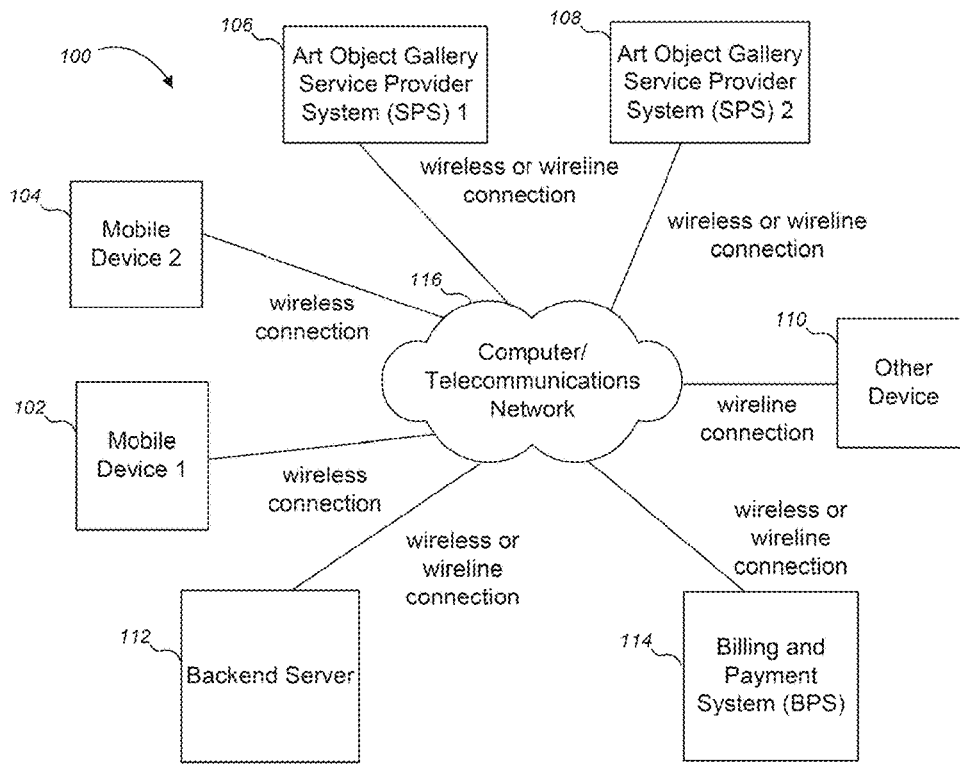 100
106
Art Object Gallery
Service Provider
System (SPS) 1
108
Art Object Gallery
Service Provider
System (SPS) 2
wireless or wireline
connection
wireless or wireline
connection
104
Mobile
Device 2
wireless
connection
116
Computer/
Telecommunications
Network
110
Other
Device
wireline
connection
102
Mobile
Device 1
wireless
connection
wireless or
wireline
connection
wireless or
wireline
connection
112
Backend Server
114
Billing and
Payment
System (BPS)